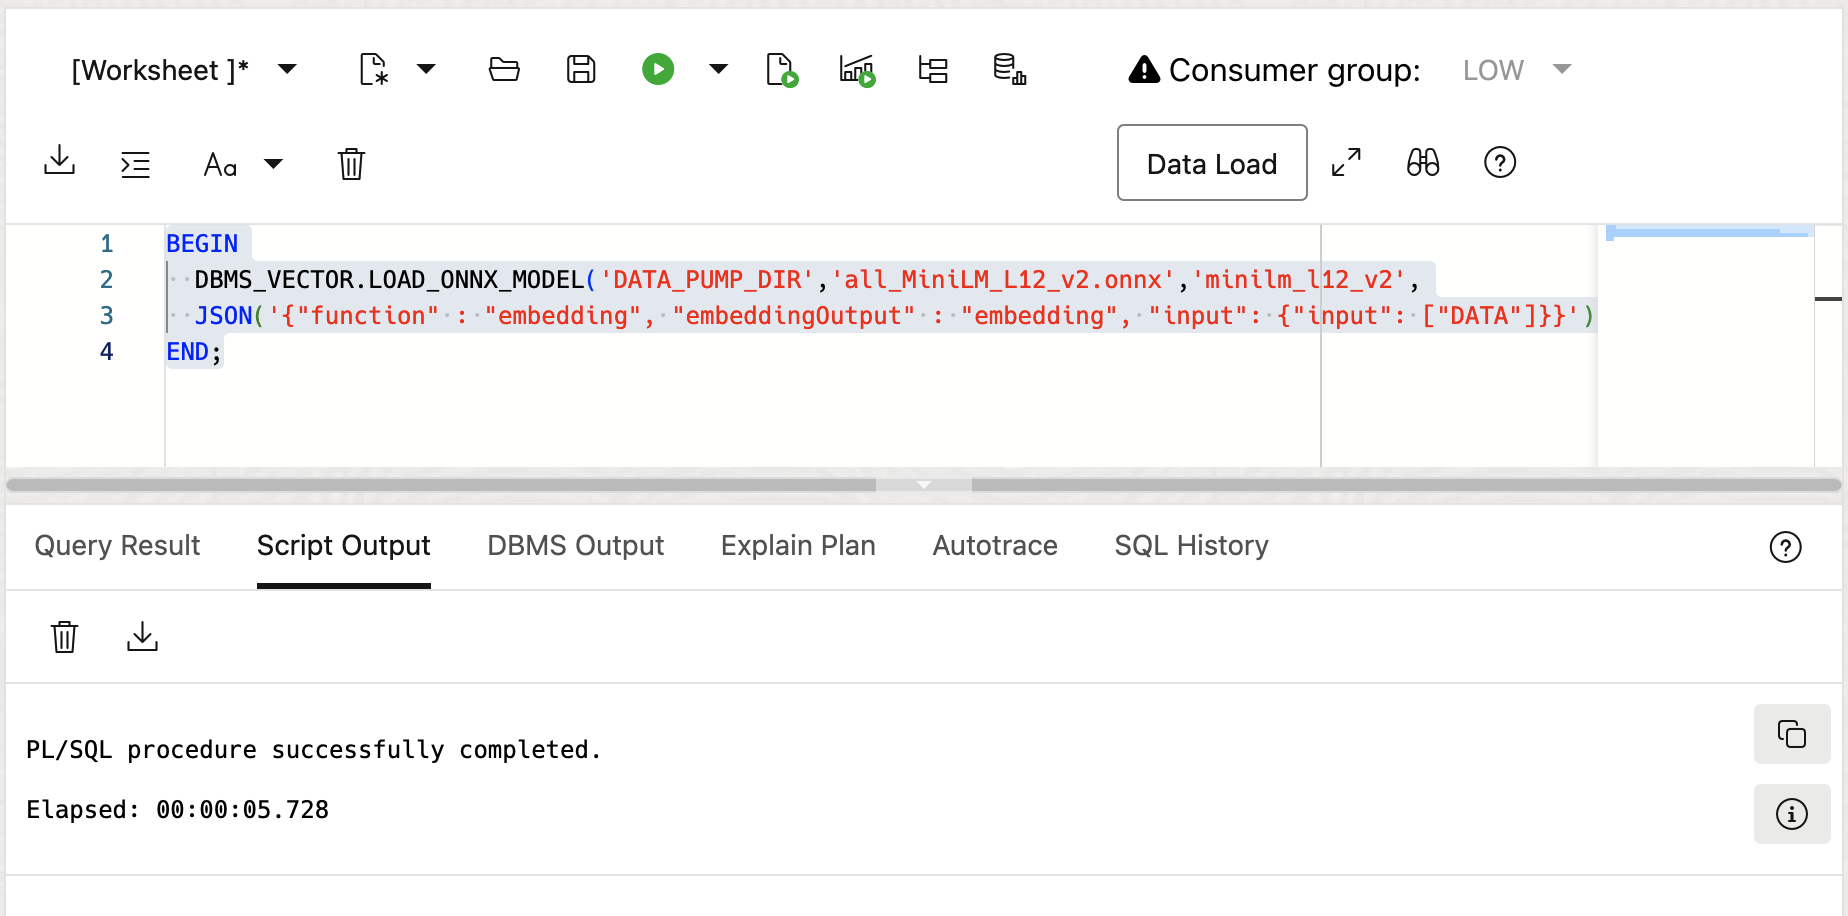 [Worksheet ]*
Consumer group: LOW
Aa
Data Load
1 BEGIN
2   DBMS_VECTOR.LOAD_ONNX_MODEL('DATA_PUMP_DIR','all_MiniLM_L12_v2.onnx','minilm_l12_v2',
3   JSON('{"function" : "embedding", "embeddingOutput" : "embedding", "input": {"input": ["DATA"]}}')
4 END;
Query Result Script Output DBMS Output Explain Plan Autotrace SQL History
PL/SQL procedure successfully completed.
Elapsed: 00:00:05.728